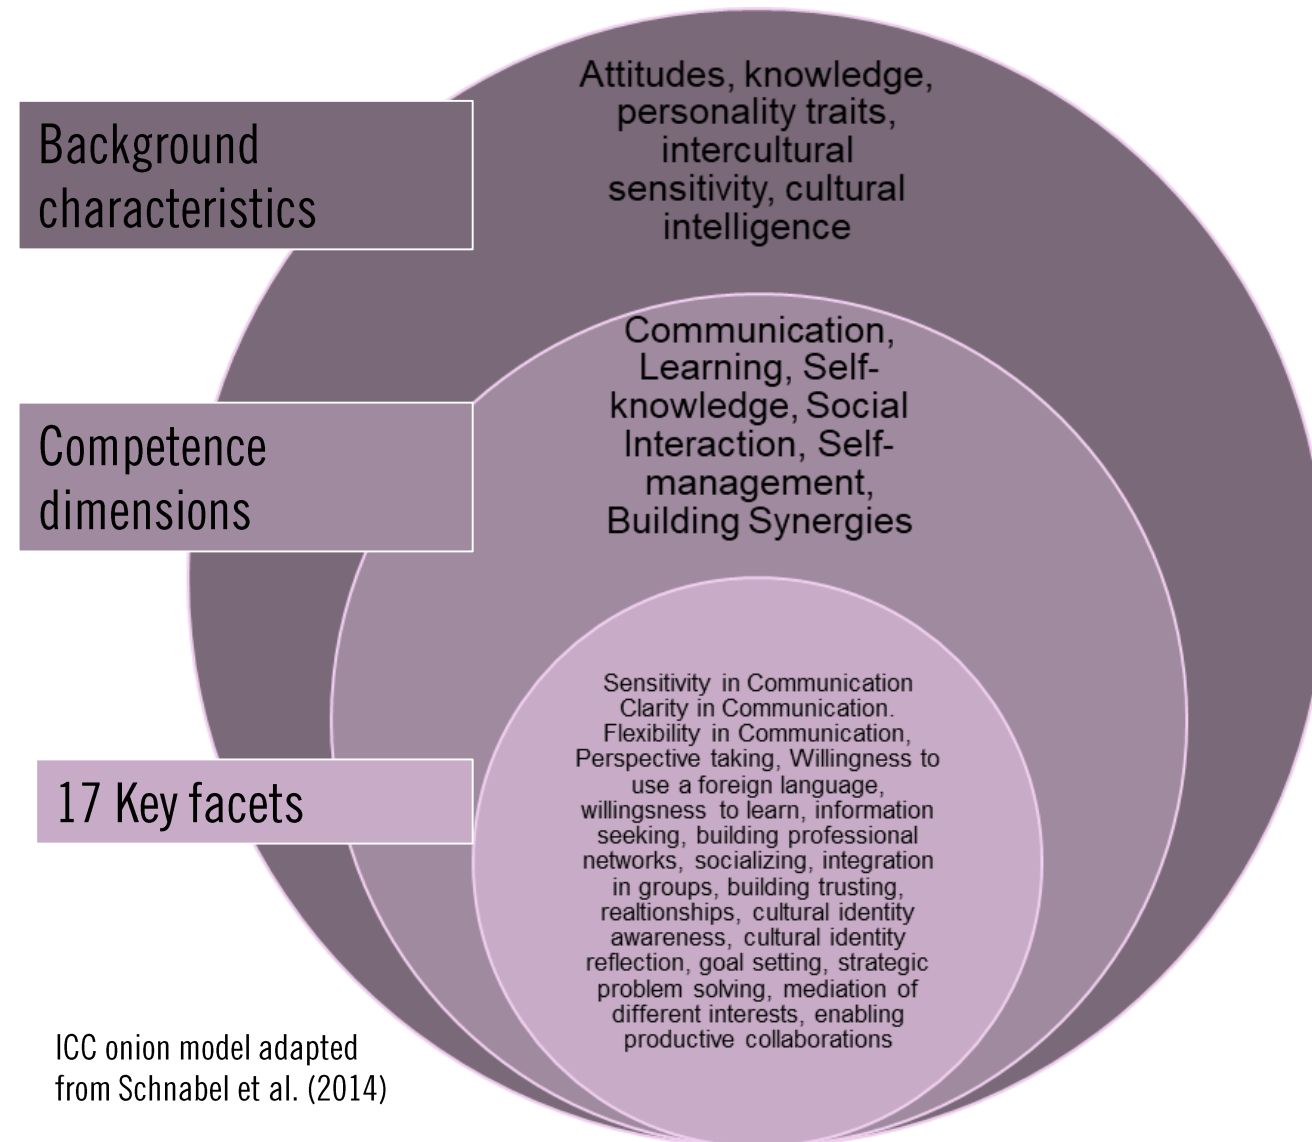 Background
characteristics
Attitudes, knowledge,
personality traits,
intercultural
sensitivity, cultural
intelligence
Competence
dimensions
Communication,
Learning, Self-
knowledge, Social
Interaction, Self-
management,
Building Synergies
17 Key facets
Sensitivity in Communication
Clarity in Communication.
Flexibility in Communication,
Perspective taking, Willingness to
use a foreign language,
willingsness to learn, information
seeking, building professional
networks, socializing, integration
in groups, building trusting,
realtionships, cultural identity
awareness, cultural identity
reflection, goal setting, strategic
problem solving, mediation of
different interests, enabling
productive collaborations
ICC onion model adapted
from Schnabel et al. (2014)